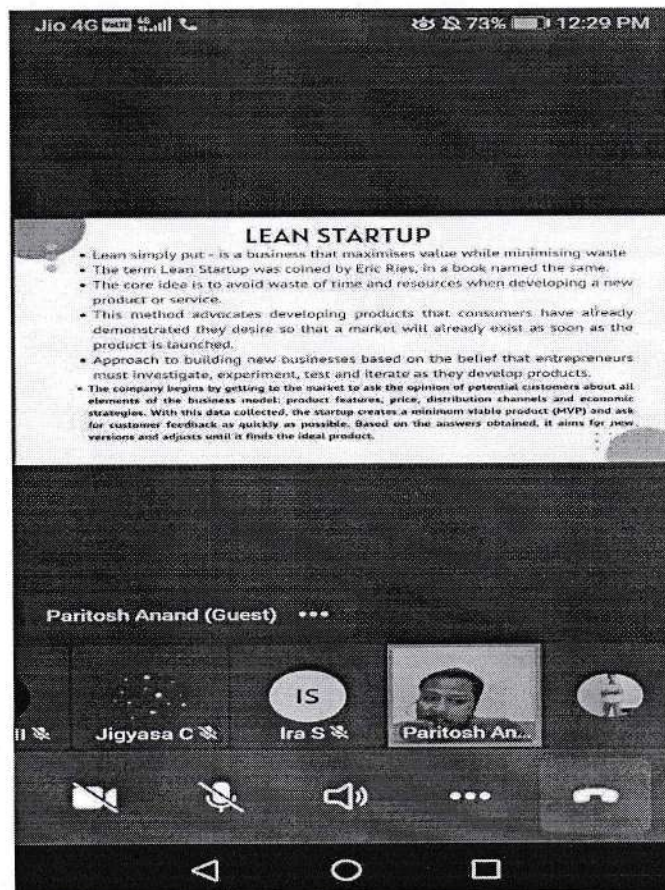 Jio 4G VoLTE 4G 73% 12:29 PM
LEAN STARTUP
• Lean simply put - is a business that maximises value while minimising waste
• The term Lean Startup was coined by Eric Ries, in a book named the same.
• The core idea is to avoid waste of time and resources when developing a new
product or service.
• This method advocates developing products that consumers have already
demonstrated they desire so that a market will already exist as soon as the
product is launched.
• Approach to building new businesses based on the belief that entrepreneurs
must investigate, experiment, test and iterate as they develop products.
• The company begins by getting to the market to ask the opinion of potential customers about all
elements of the business model: product features, price, distribution channels and economic
strategies. With this data collected, the startup creates a minimum viable product (MVP) and ask
for customer feedback as quickly as possible. Based on the answers obtained, it aims for new
versions and adjusts until it finds the ideal product.
Paritosh Anand (Guest) •••
IS
Jigyasa C Ira S Paritosh An...